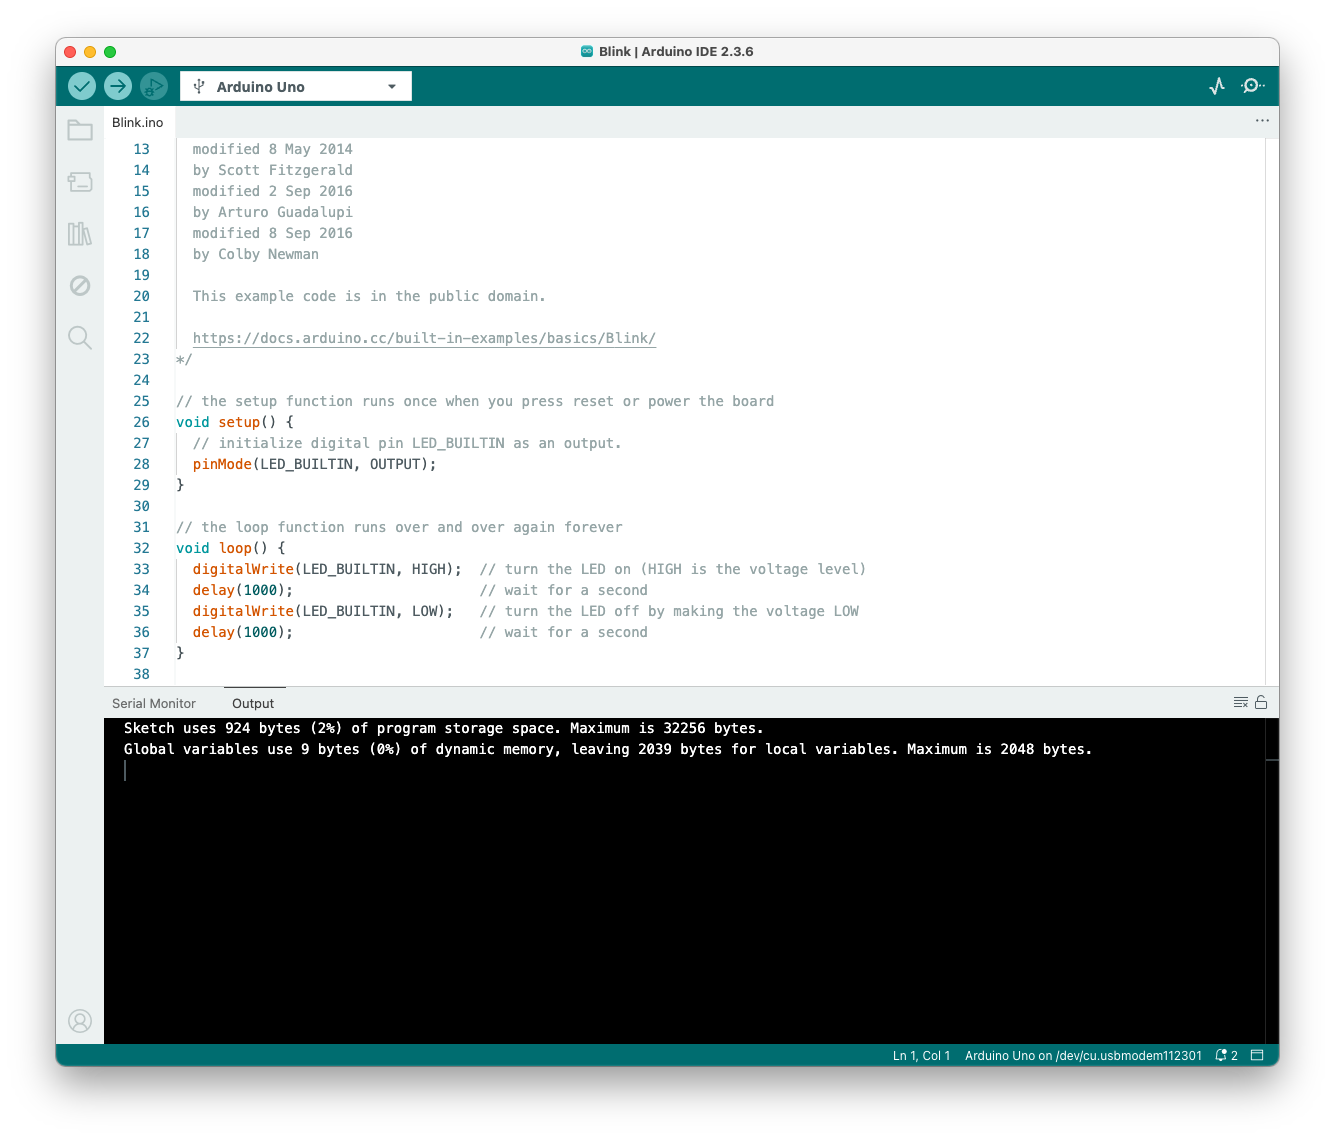 Blink | Arduino IDE 2.3.6
Arduino Uno
Blink.ino
13 modified 8 May 2014
14 by Scott Fitzgerald
15 modified 2 Sep 2016
16 by Arturo Guadalupi
17 modified 8 Sep 2016
18 by Colby Newman
19
20 This example code is in the public domain.
21
22 https://docs.arduino.cc/built-in-examples/basics/Blink/
23 */
24
25 // the setup function runs once when you press reset or power the board
26 void setup() {
27 // initialize digital pin LED_BUILTIN as an output.
28 pinMode(LED_BUILTIN, OUTPUT);
29 }
30
31 // the loop function runs over and over again forever
32 void loop() {
33 digitalWrite(LED_BUILTIN, HIGH);  // turn the LED on (HIGH is the voltage level)
34 delay(1000);                      // wait for a second
35 digitalWrite(LED_BUILTIN, LOW);   // turn the LED off by making the voltage LOW
36 delay(1000);                      // wait for a second
37 }
38
Serial Monitor Output
Sketch uses 924 bytes (2%) of program storage space. Maximum is 32256 bytes.
Global variables use 9 bytes (0%) of dynamic memory, leaving 2039 bytes for local variables. Maximum is 2048 bytes.
Ln 1, Col 1 Arduino Uno on /dev/cu.usbmodem112301 2